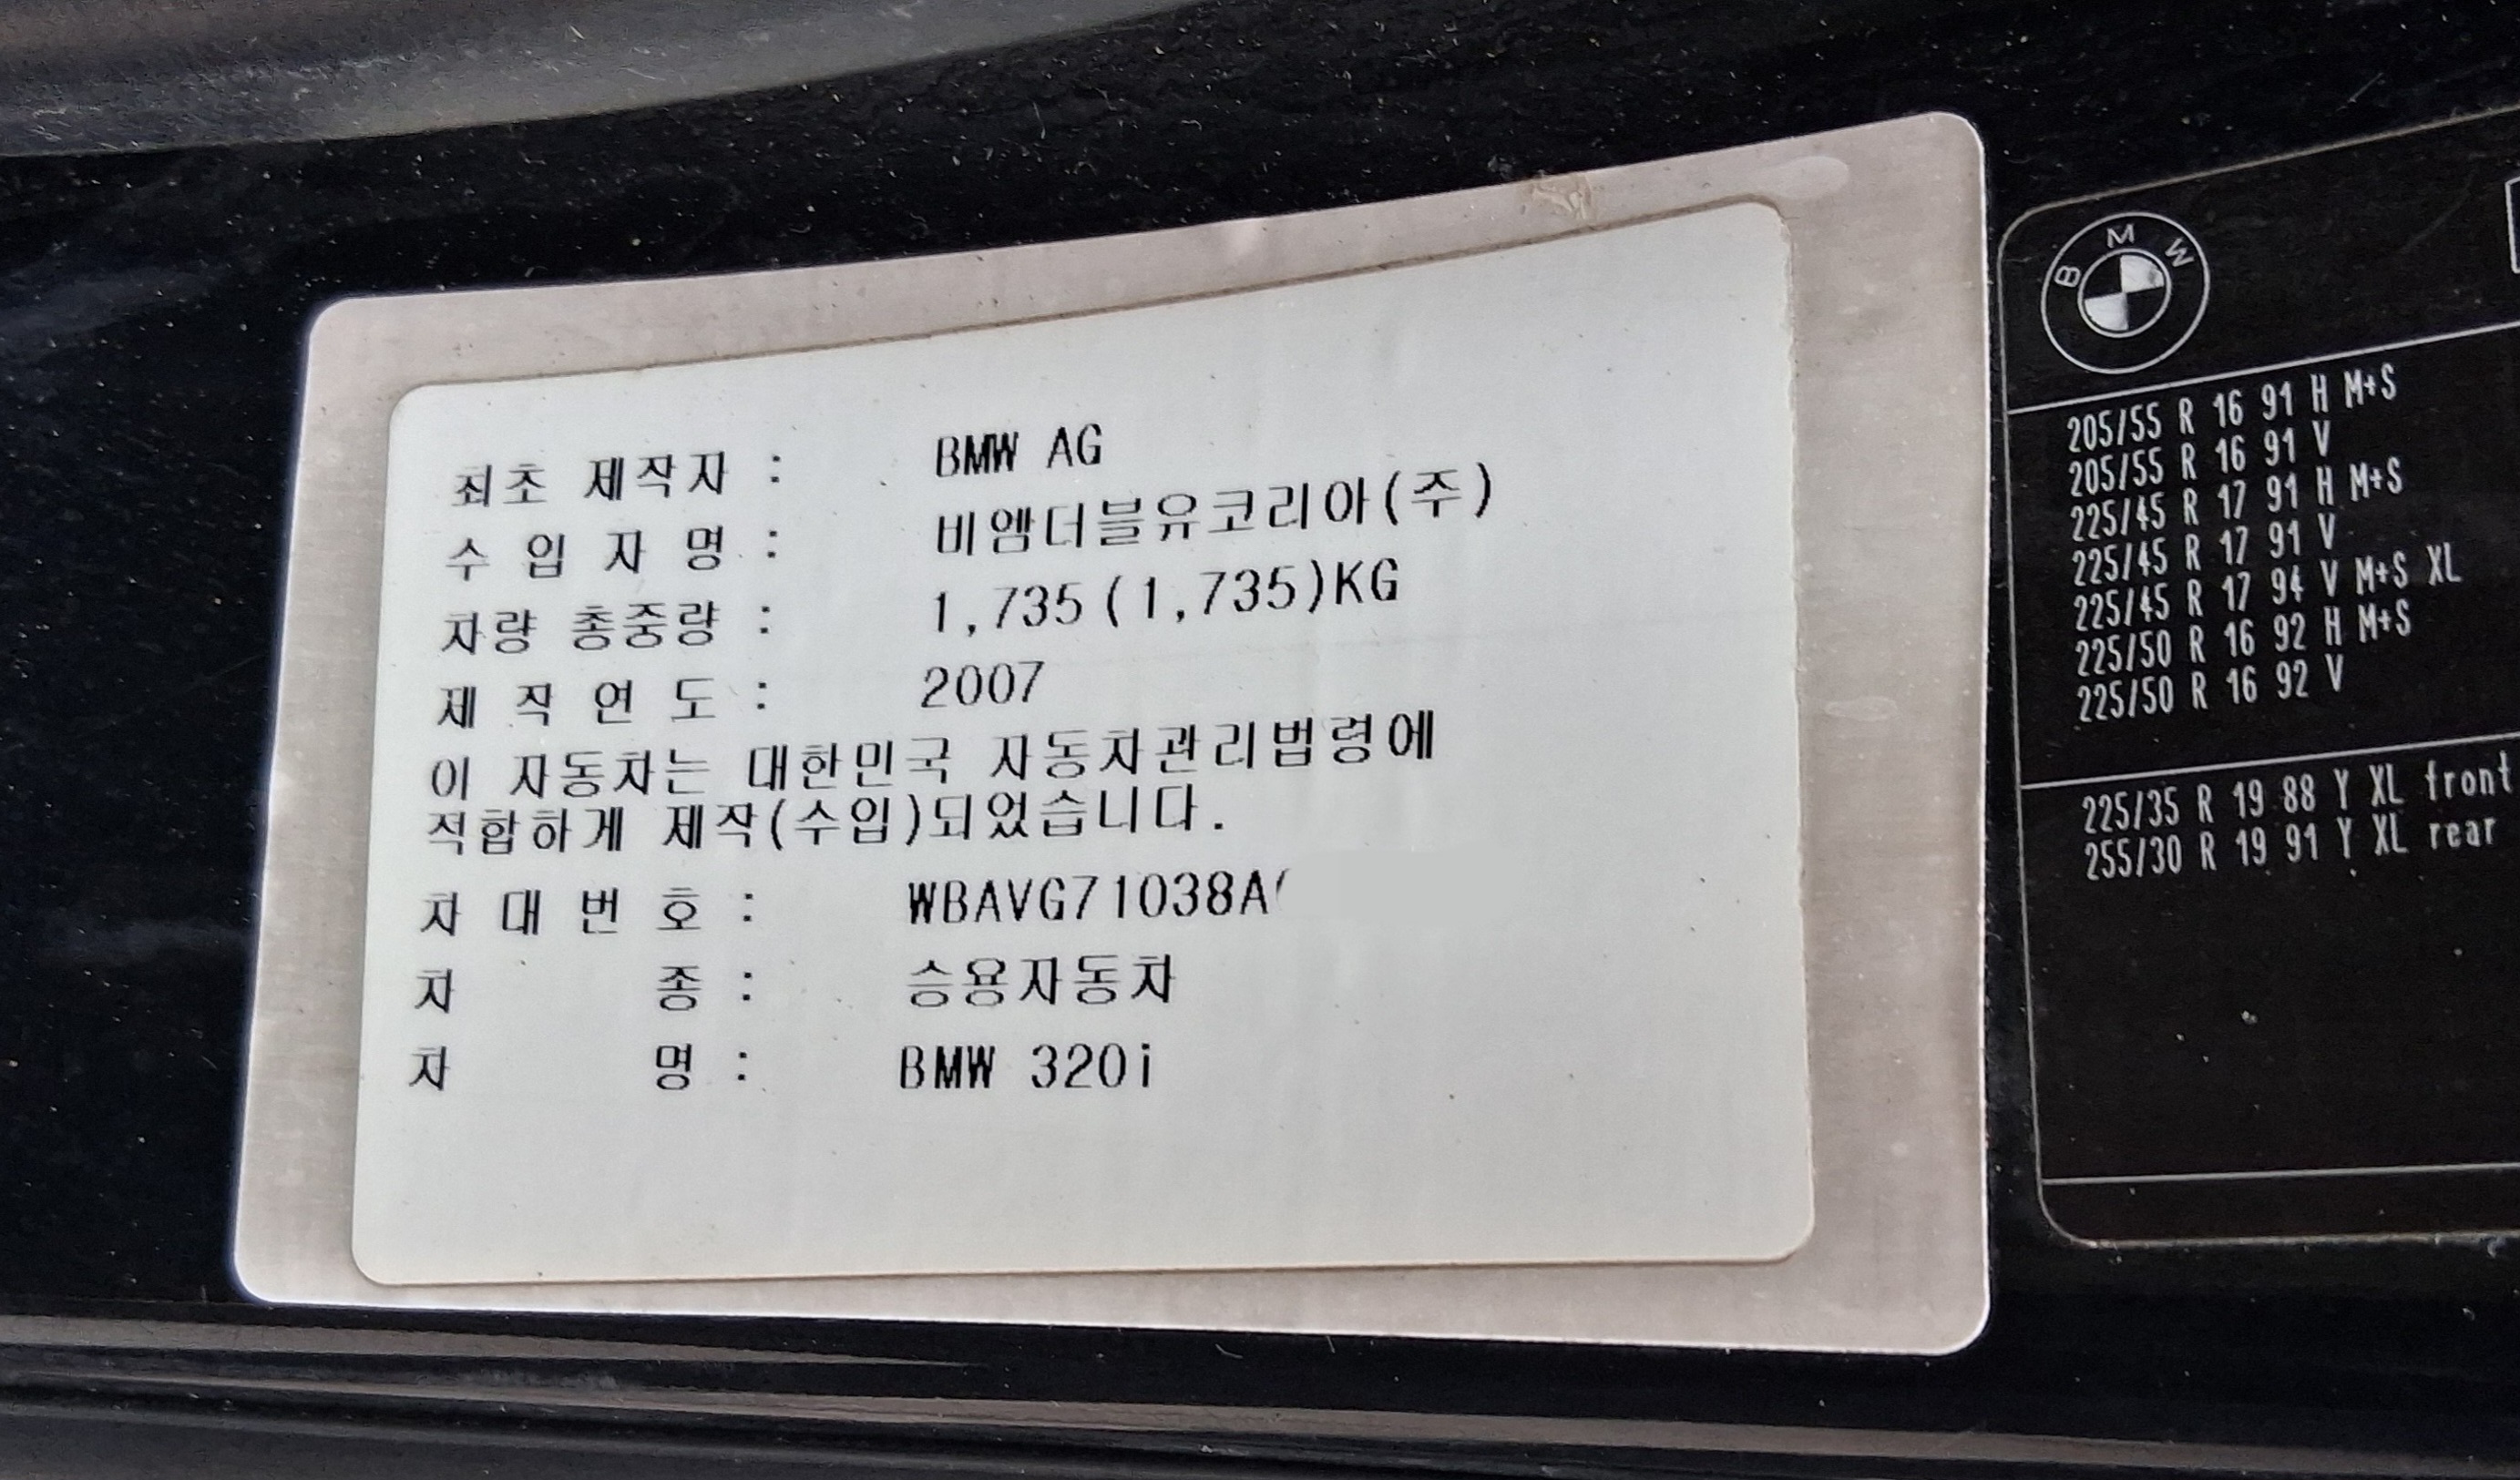 최초 제작자 : BMW AG
수 입 자 명 : 비엠더블유코리아(주)
차량 총중량 : 1,735(1,735)KG
제 작 연 도 : 2007
이 자동차는 대한민국 자동차관리법령에
적합하게 제작(수입)되었습니다.
차 대 번 호 : WBAVG71038A
차 종 : 승용자동차
차 명 : BMW 320i
BMW
205/55 R 16 91 H M+S
205/55 R 16 91 V
225/45 R 17 91 H M+S
225/45 R 17 91 V
225/45 R 17 94 V M+S XL
225/50 R 16 92 H M+S
225/50 R 16 92 V
225/35 R 19 88 Y XL front
255/30 R 19 91 Y XL rear